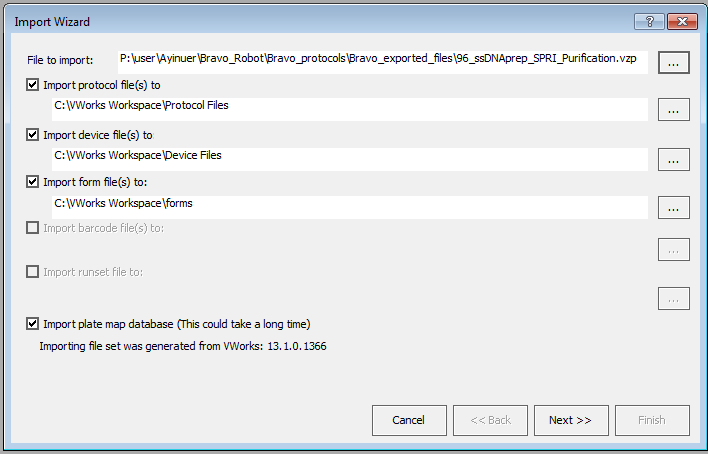 Import Wizard
?
File to import: P:\user\Ayinuer\Bravo_Robot\Bravo_protocols\Bravo_exported_files\96_ssDNAprep_SPRI_Purification.vzp ...
Import protocol file(s) to
C:\VWorks Workspace\Protocol Files ...
Import device file(s) to
C:\VWorks Workspace\Device Files ...
Import form file(s) to:
C:\VWorks Workspace\forms ...
Import barcode file(s) to:
...
Import runset file to:
...
Import plate map database (This could take a long time)
Importing file set was generated from VWorks: 13.1.0.1366
Cancel << Back Next >> Finish